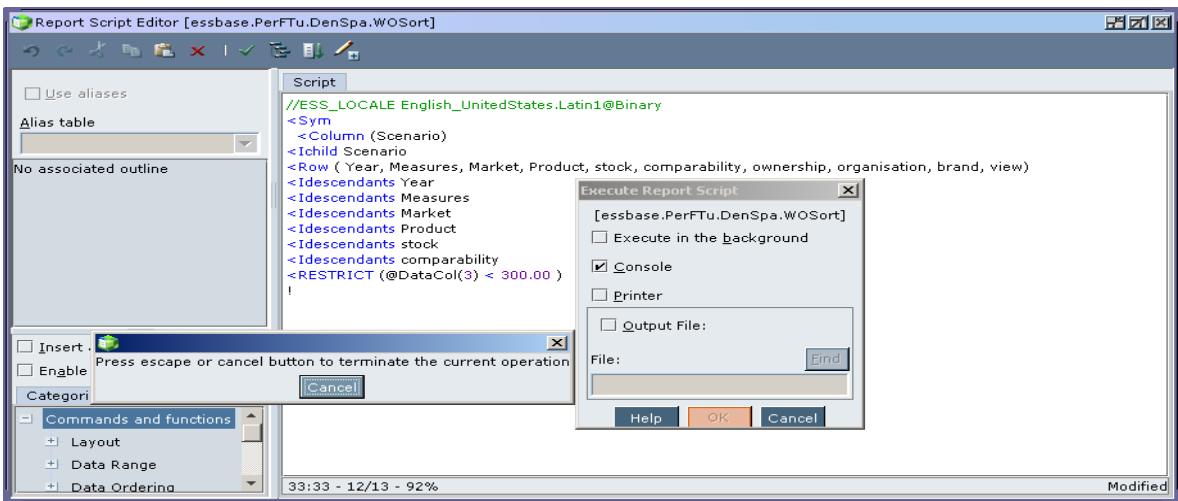 Report Script Editor [essbase.PerFTu.DenSpa.WOSort]
Use aliases
Alias table
No associated outline
Insert
Enable
Categori
Commands and functions
Layout
Data Range
Data Ordering
Script
//ESS_LOCALE English_UnitedStates.Latin1@Binary
<Sym
<Column (Scenario)
<Ichild Scenario
<Row ( Year, Measures, Market, Product, stock, comparability, ownership, organisation, brand, view)
<Idescendants Year
<Idescendants Measures
<Idescendants Market
<Idescendants Product
<Idescendants stock
<Idescendants comparability
<RESTRICT (@DataCol(3) < 300.00 )
!
33:33 - 12/13 - 92%
Modified
Press escape or cancel button to terminate the current operation
Cancel
Execute Report Script
[essbase.PerFTu.DenSpa.WOSort]
Execute in the background
Console
Printer
Output File:
File:
Find
Help
OK
Cancel